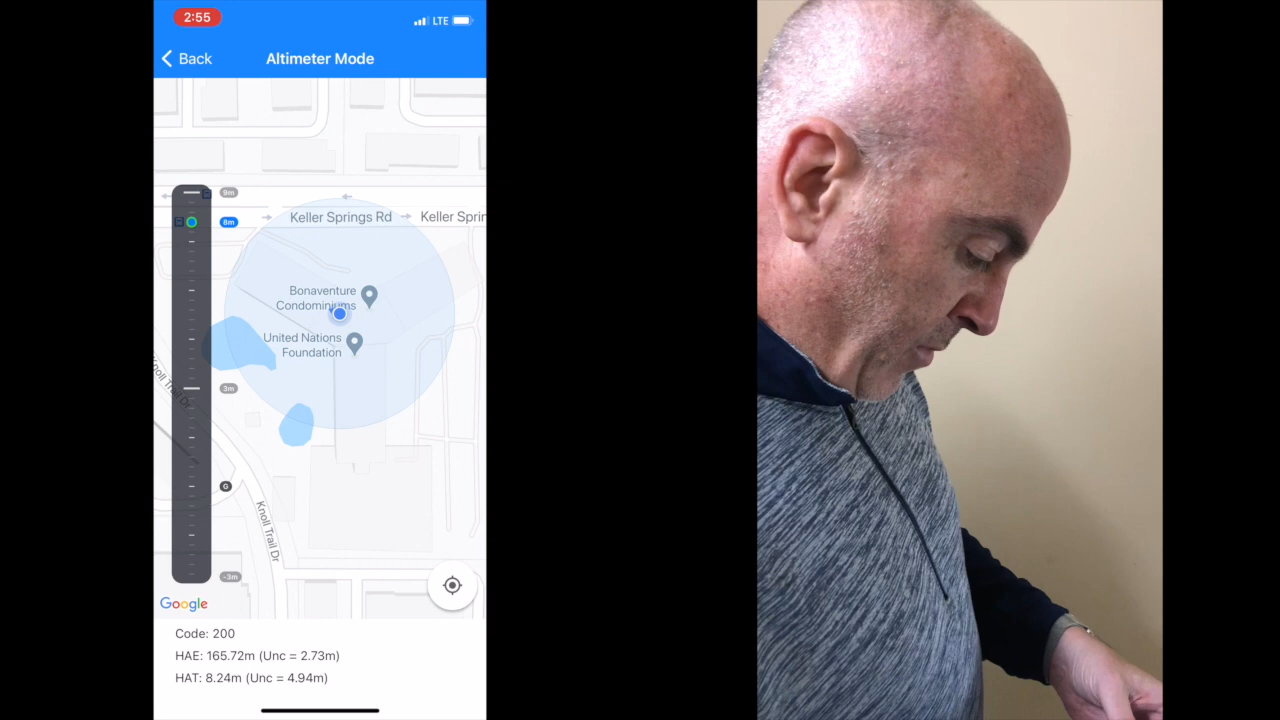 2:55
LTE
Back
Altimeter Mode
9m
8m
Keller Springs Rd
Keller Sprin
Bonaventure
Condominiums
United Nations
Foundation
Knoll Trail Dr
3m
G
Knoll Trail Dr
-3m
Google
Code: 200
HAE: 165.72m (Unc = 2.73m)
HAT: 8.24m (Unc = 4.94m)